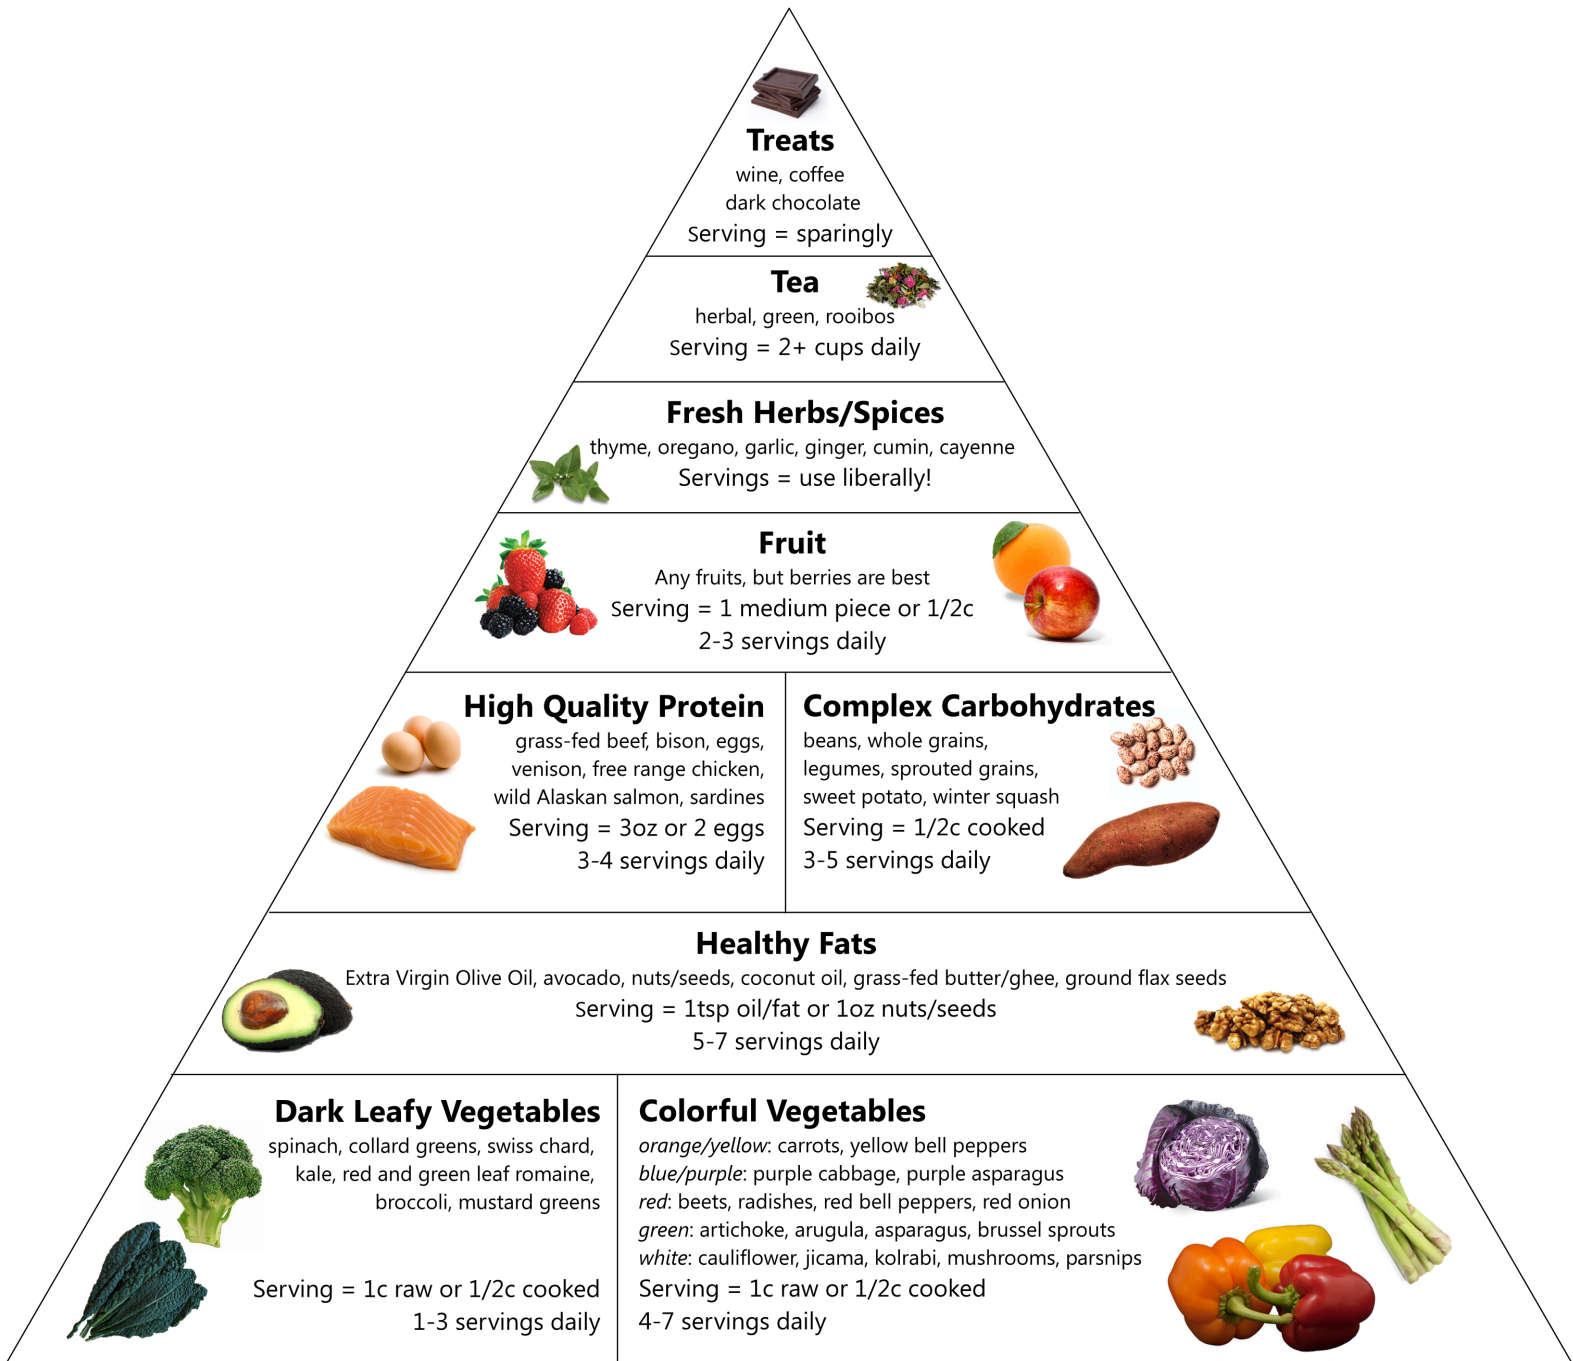 Treats
wine, coffee
dark chocolate
Serving = sparingly
Tea
herbal, green, rooibos
Serving = 2+ cups daily
Fresh Herbs/Spices
thyme, oregano, garlic, ginger, cumin, cayenne
Servings = use liberally!
Fruit
Any fruits, but berries are best
Serving = 1 medium piece or 1/2c
2-3 servings daily
High Quality Protein
grass-fed beef, bison, eggs,
venison, free range chicken,
wild Alaskan salmon, sardines
Serving = 3oz or 2 eggs
3-4 servings daily
Complex Carbohydrates
beans, whole grains,
legumes, sprouted grains,
sweet potato, winter squash
Serving = 1/2c cooked
3-5 servings daily
Healthy Fats
Extra Virgin Olive Oil, avocado, nuts/seeds, coconut oil, grass-fed butter/ghee, ground flax seeds
Serving = 1tsp oil/fat or 1oz nuts/seeds
5-7 servings daily
Dark Leafy Vegetables
spinach, collard greens, swiss chard,
kale, red and green leaf romaine,
broccoli, mustard greens
Serving = 1c raw or 1/2c cooked
1-3 servings daily
Colorful Vegetables
orange/yellow: carrots, yellow bell peppers
blue/purple: purple cabbage, purple asparagus
red: beets, radishes, red bell peppers, red onion
green: artichoke, arugula, asparagus, brussel sprouts
white: cauliflower, jicama, kolrabi, mushrooms, parsnips
Serving = 1c raw or 1/2c cooked
4-7 servings daily